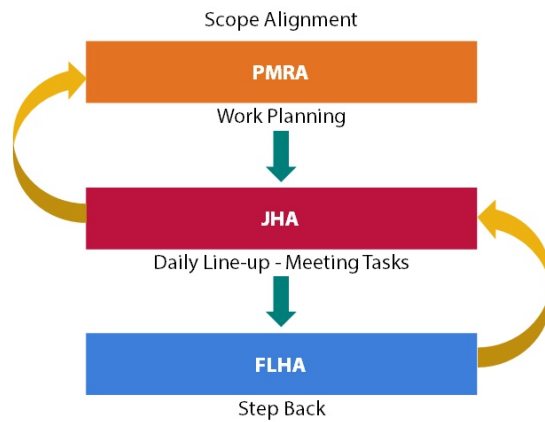 Scope Alignment
PMRA
Work Planning
JHA
Daily Line-up - Meeting Tasks
FLHA
Step Back